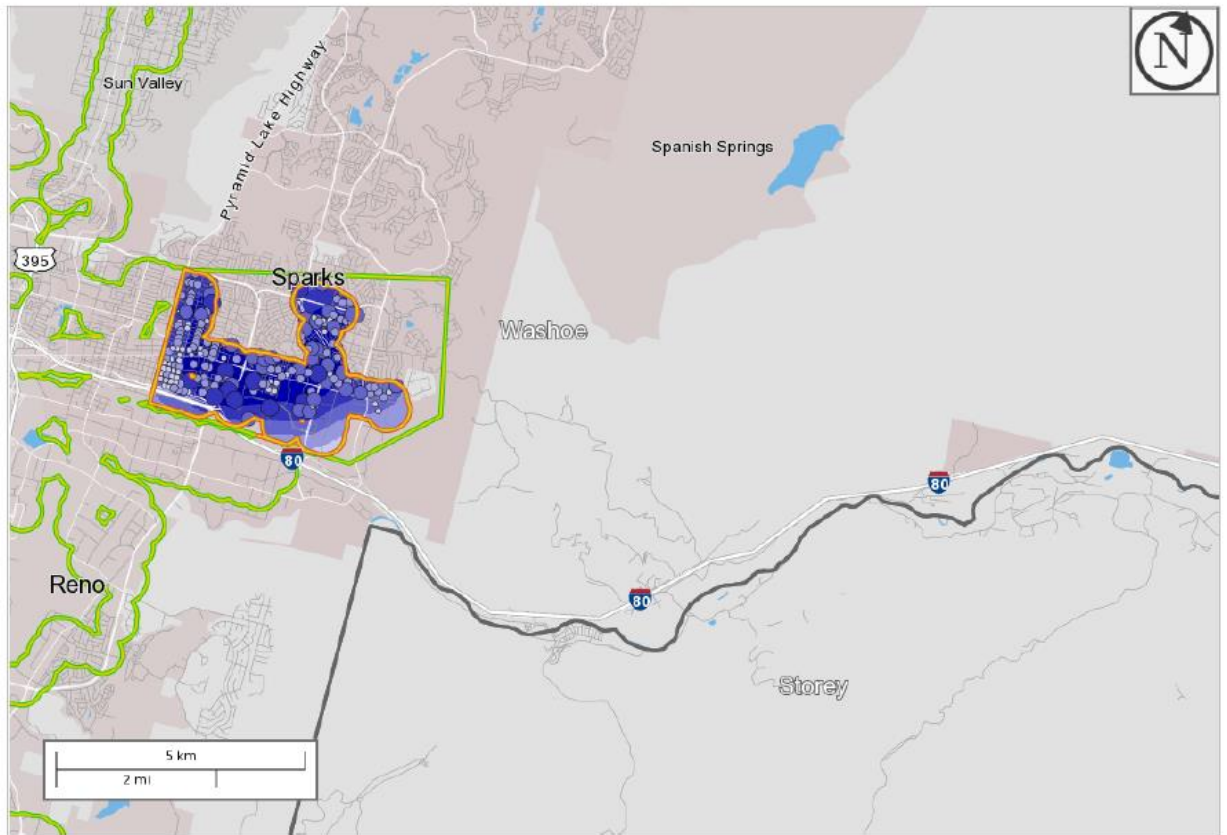 N
Sun Valley
Pyramid Lake Highway
Spanish Springs
395
Sparks
Washoe
80
80
80
Reno
Storey
5 km
2 mi